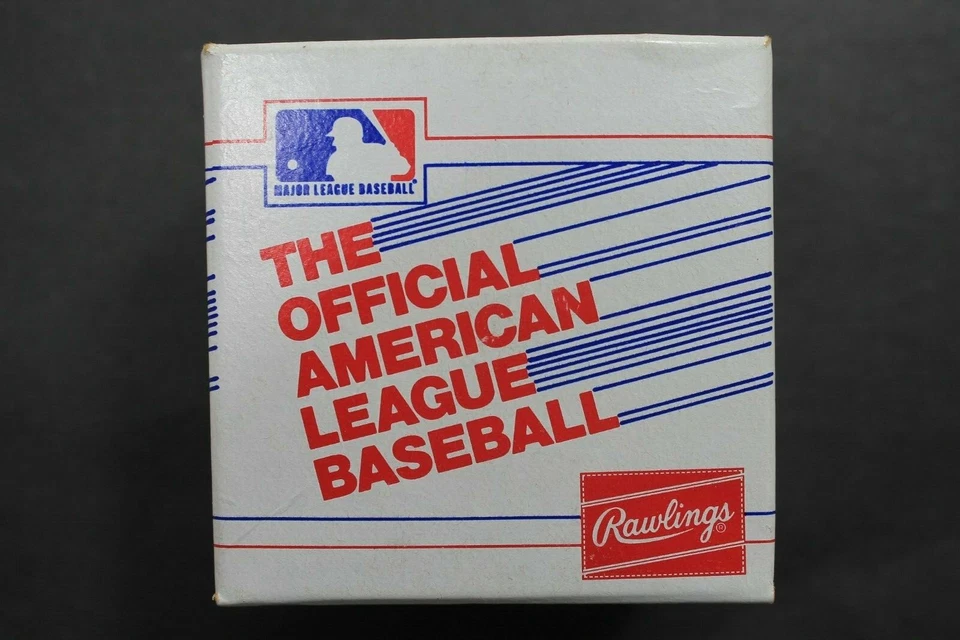 MAJOR LEAGUE BASEBALL®
THE
OFFICIAL
AMERICAN
LEAGUE
BASEBALL
Rawlings®